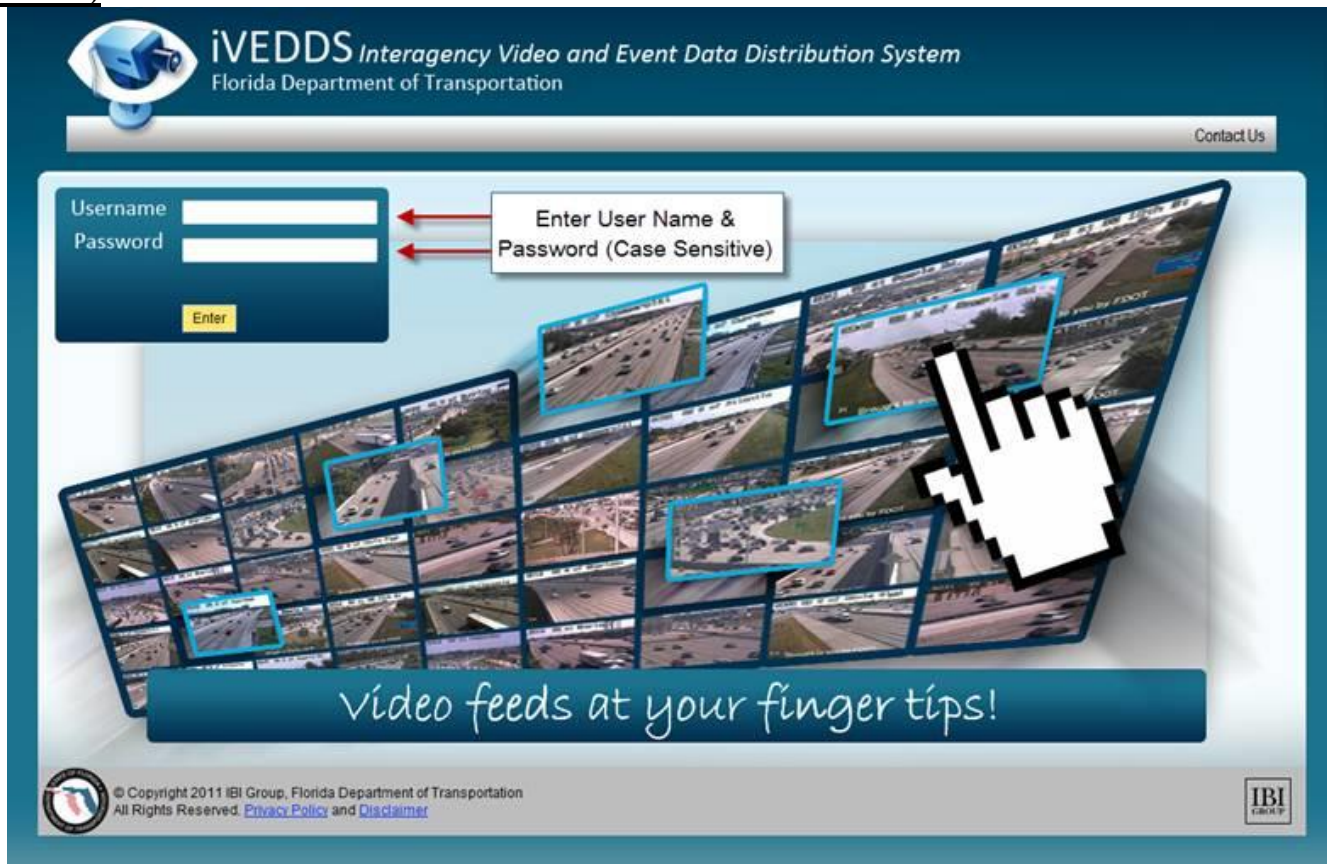 iVEDDS Interagency Video and Event Data Distribution System
Florida Department of Transportation
Contact Us
Username
Password
Enter User Name &
Password (Case Sensitive)
Enter
Video feeds at your finger tips!
© Copyright 2011 IBI Group, Florida Department of Transportation
All Rights Reserved. Privacy Policy and Disclaimer
IBI
GROUP